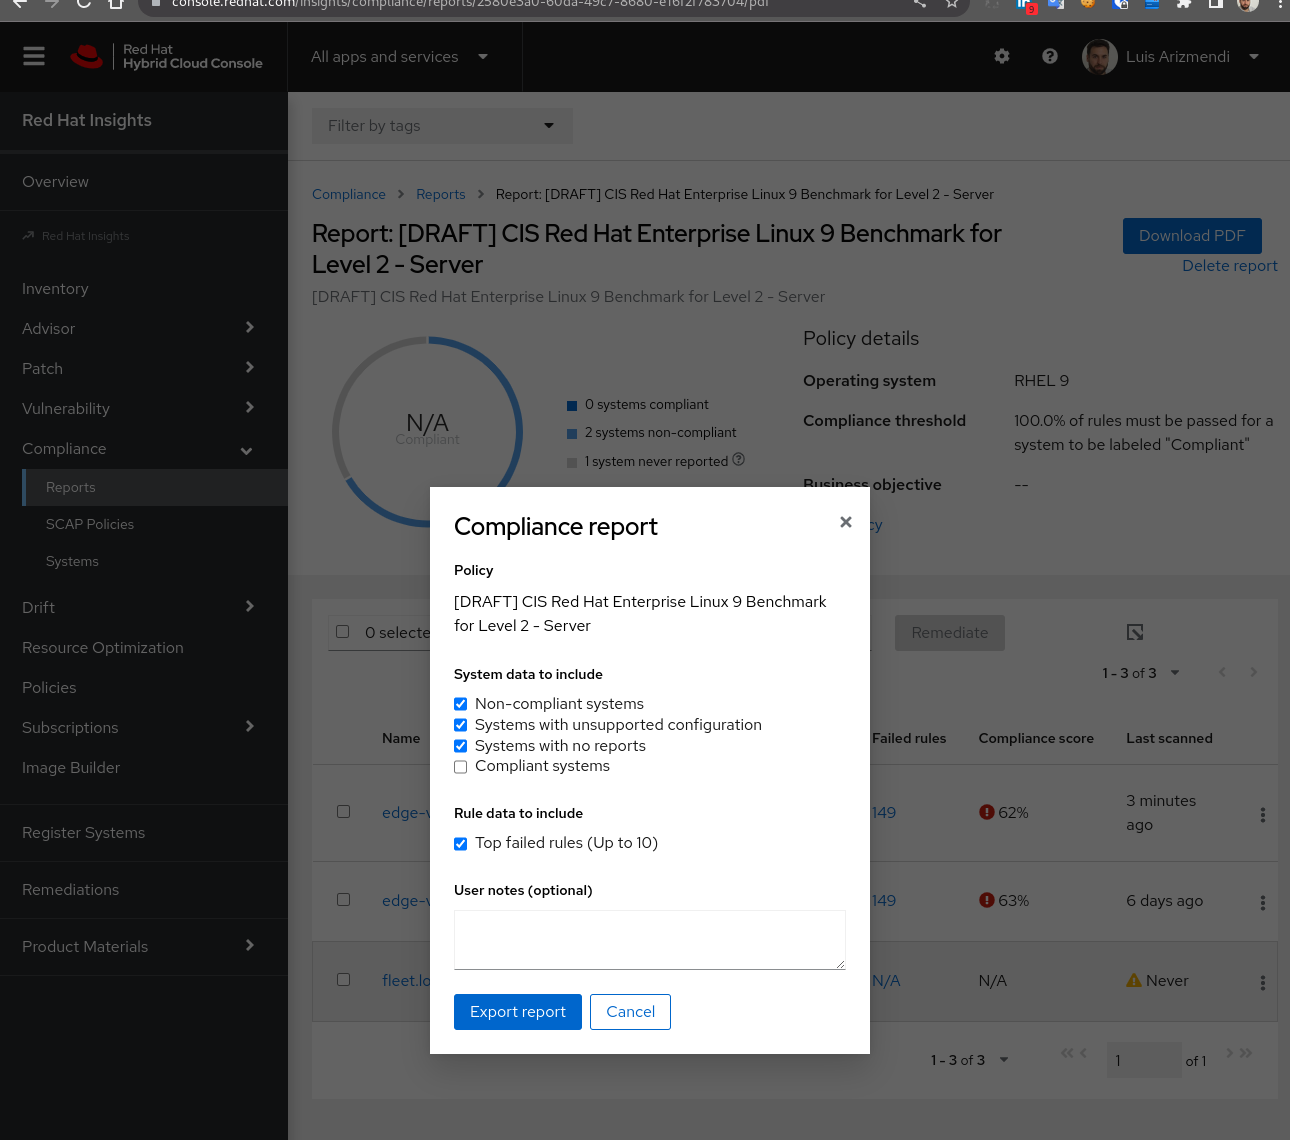 console.redhat.com/insights/compliance/reports/2580e3a0-60da-49c7-8680-e16f2f783704/pdf
9
Red Hat
Hybrid Cloud Console
All apps and services
Luis Arizmendi
Red Hat Insights
Overview
Red Hat Insights
Inventory
Advisor
Patch
Vulnerability
Compliance
Reports
SCAP Policies
Systems
Drift
Resource Optimization
Policies
Subscriptions
Image Builder
Register Systems
Remediations
Product Materials
Filter by tags
Compliance > Reports > Report: [DRAFT] CIS Red Hat Enterprise Linux 9 Benchmark for Level 2 - Server
Report: [DRAFT] CIS Red Hat Enterprise Linux 9 Benchmark for
Level 2 - Server
Download PDF
Delete report
[DRAFT] CIS Red Hat Enterprise Linux 9 Benchmark for Level 2 - Server
N/A
Compliant
0 systems compliant
2 systems non-compliant
1 system never reported
Policy details
Operating system RHEL 9
Compliance threshold 100.0% of rules must be passed for a
system to be labeled "Compliant"
Business objective --
cy
Compliance report
Policy
[DRAFT] CIS Red Hat Enterprise Linux 9 Benchmark
for Level 2 - Server
System data to include
Non-compliant systems
Systems with unsupported configuration
Systems with no reports
Compliant systems
Rule data to include
Top failed rules (Up to 10)
User notes (optional)
Export report Cancel
0 selecte
Remediate
1 - 3 of 3
Name Failed rules Compliance score Last scanned
edge-v 149 62% 3 minutes
ago
edge-v 149 63% 6 days ago
fleet.lo N/A N/A Never
1 - 3 of 3 1 of 1